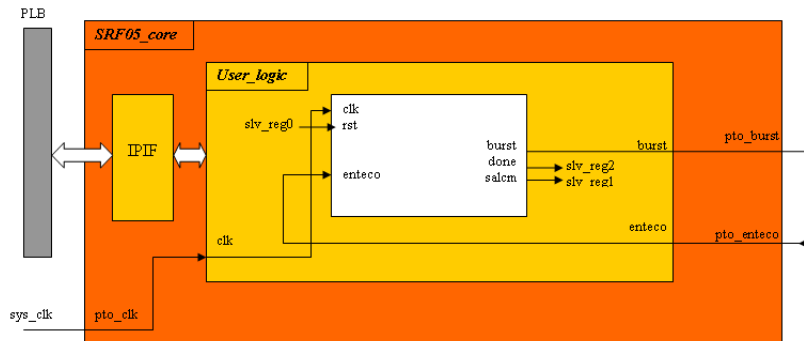 PLB
SRF05_core
User_logic
clk
slv_reg0
rst
IPIF
burst
burst
pto_burst
done
slv_reg2
enteco
salcm
slv_reg1
enteco
pto_enteco
clk
sys_clk
pto_clk